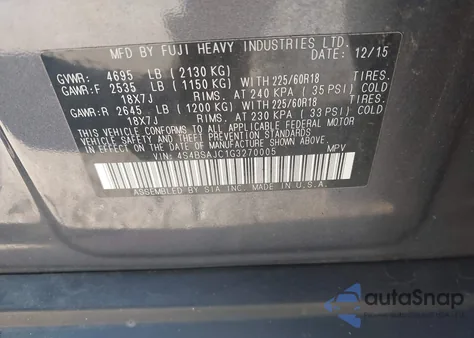 MFD BY FUJI HEAVY INDUSTRIES LTD. DATE: 12/15
GVWR: 4695 LB (2130 KG)
GAWR:F 2535 LB (1150 KG) WITH 225/60R18 TIRES.
18X7J RIMS. AT 240 KPA (35 PSI) COLD
GAWR:R 2645 LB (1200 KG) WITH 225/60R18 TIRES.
18X7J RIMS. AT 230 KPA (33 PSI) COLD
THIS VEHICLE CONFORMS TO ALL APPLICABLE FEDERAL MOTOR
VEHICLE SAFETY AND THEFT PREVENTION STANDARDS
IN EFFECT ON THE DATE OF MANUFACTURE SHOWN ABOVE.
VIN: 4S4BSAJC1G3270005 MPV
ASSEMBLED BY SIA INC. MADE IN U.S.A.
autoSnap